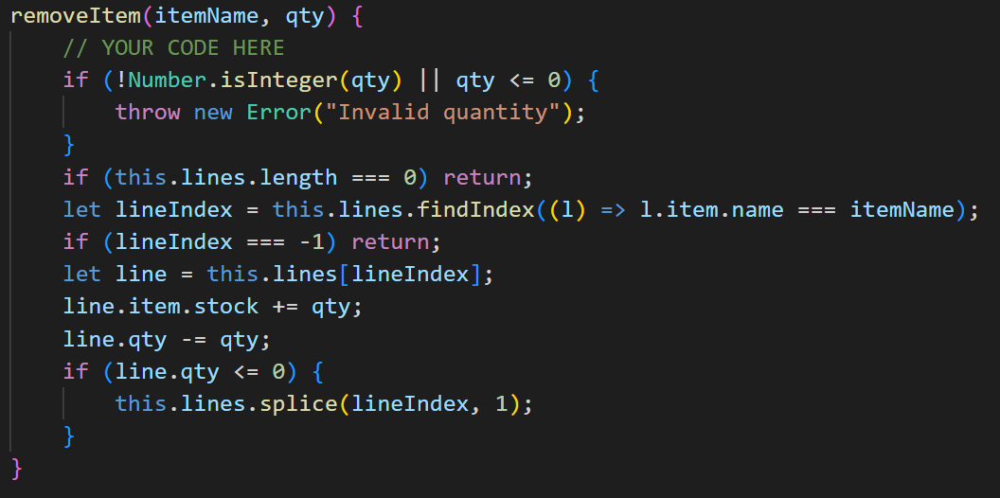 removeItem(itemName, qty) {
    // YOUR CODE HERE
    if (!Number.isInteger(qty) || qty <= 0) {
        throw new Error("Invalid quantity");
    }
    if (this.lines.length === 0) return;
    let lineIndex = this.lines.findIndex((l) => l.item.name === itemName);
    if (lineIndex === -1) return;
    let line = this.lines[lineIndex];
    line.item.stock += qty;
    line.qty -= qty;
    if (line.qty <= 0) {
        this.lines.splice(lineIndex, 1);
    }
}